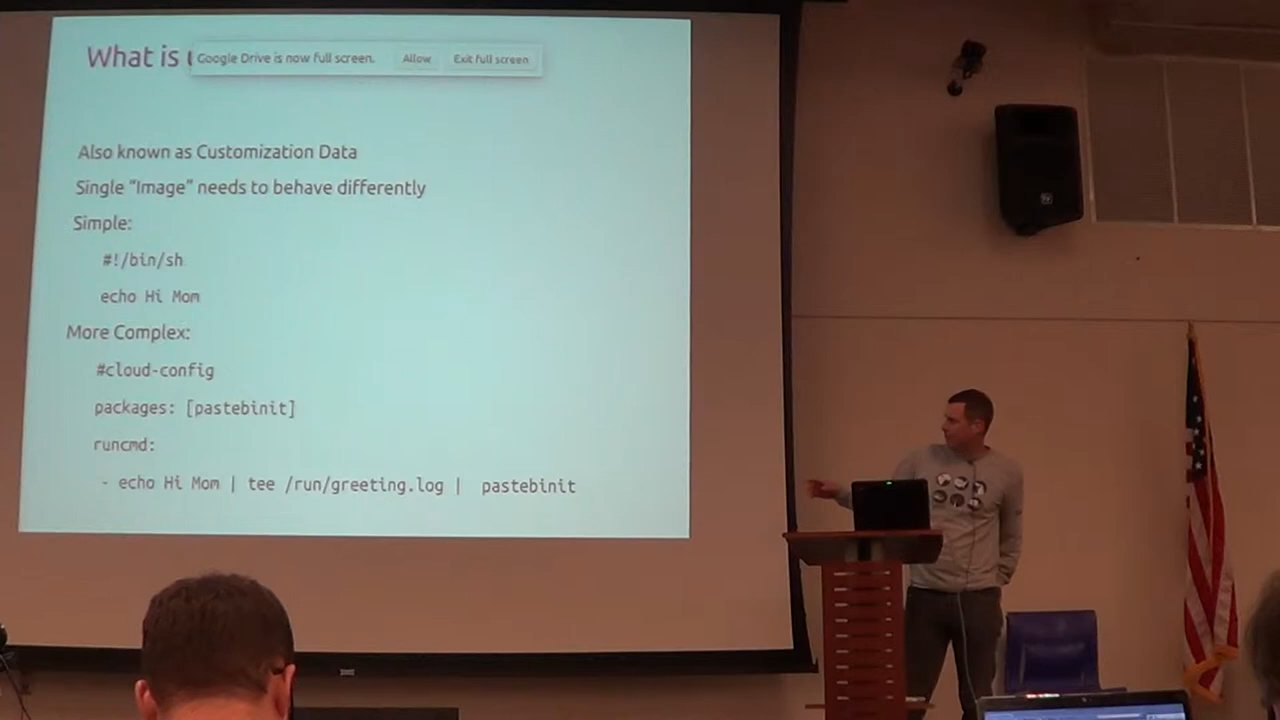 What is
Google Drive is now full screen. Allow Exit full screen
Also known as Customization Data
Single “Image” needs to behave differently
Simple:
#!/bin/sh
echo Hi Mom
More Complex:
#cloud-config
packages: [pastebinit]
runcmd:
- echo Hi Mom | tee /run/greeting.log | pastebinit